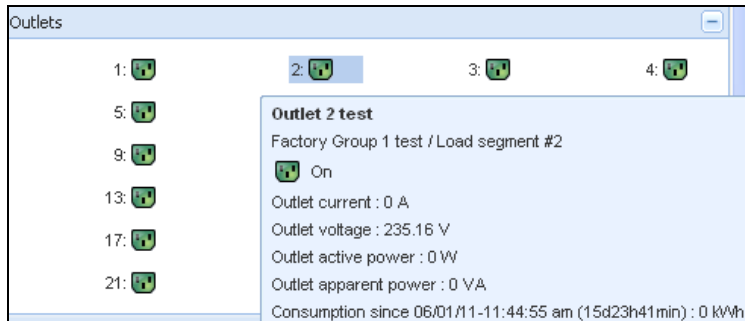 Outlets
1: 2: 3: 4:
5:
Outlet 2 test
Factory Group 1 test / Load segment #2
9:
On
13:
Outlet current : 0 A
Outlet voltage : 235.16 V
17:
Outlet active power : 0 W
21:
Outlet apparent power : 0 VA
Consumption since 06/01/11-11:44:55 am (15d23h41min) : 0 kWh